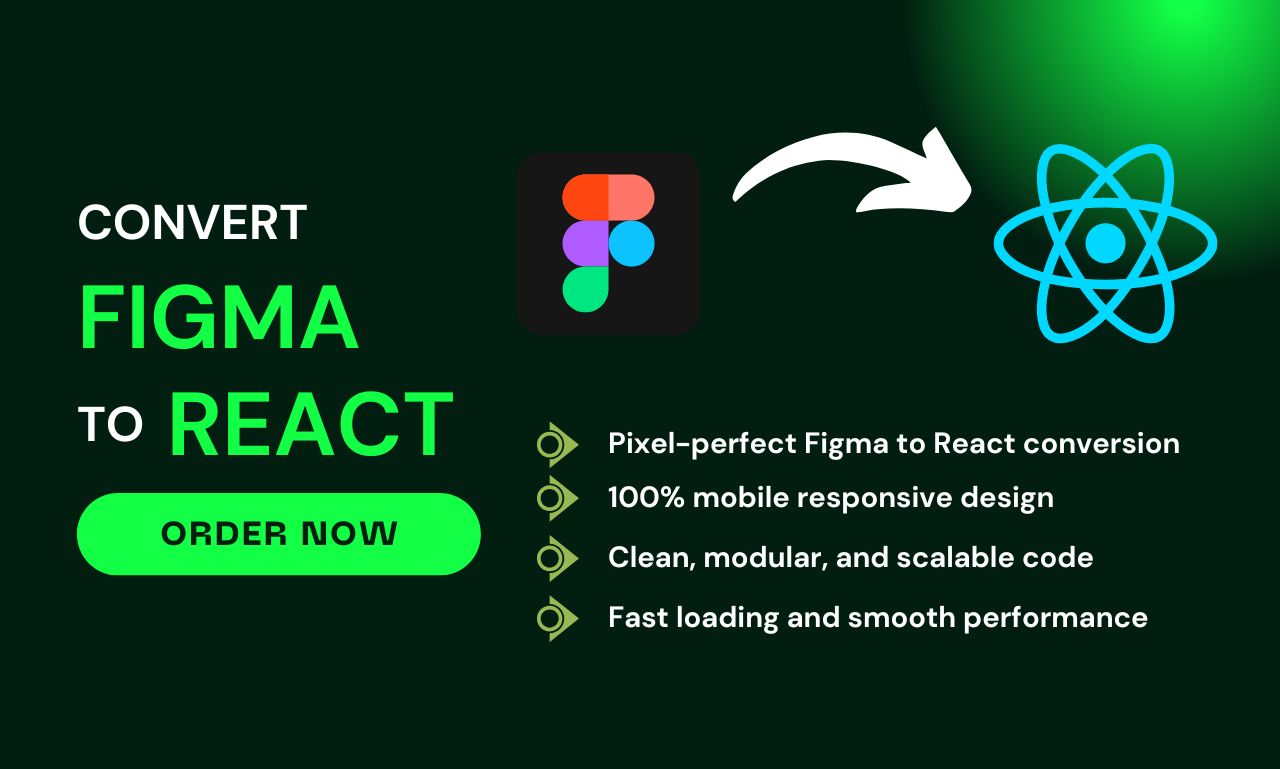 CONVERT
FIGMA
TO REACT
ORDER NOW
Pixel-perfect Figma to React conversion
100% mobile responsive design
Clean, modular, and scalable code
Fast loading and smooth performance